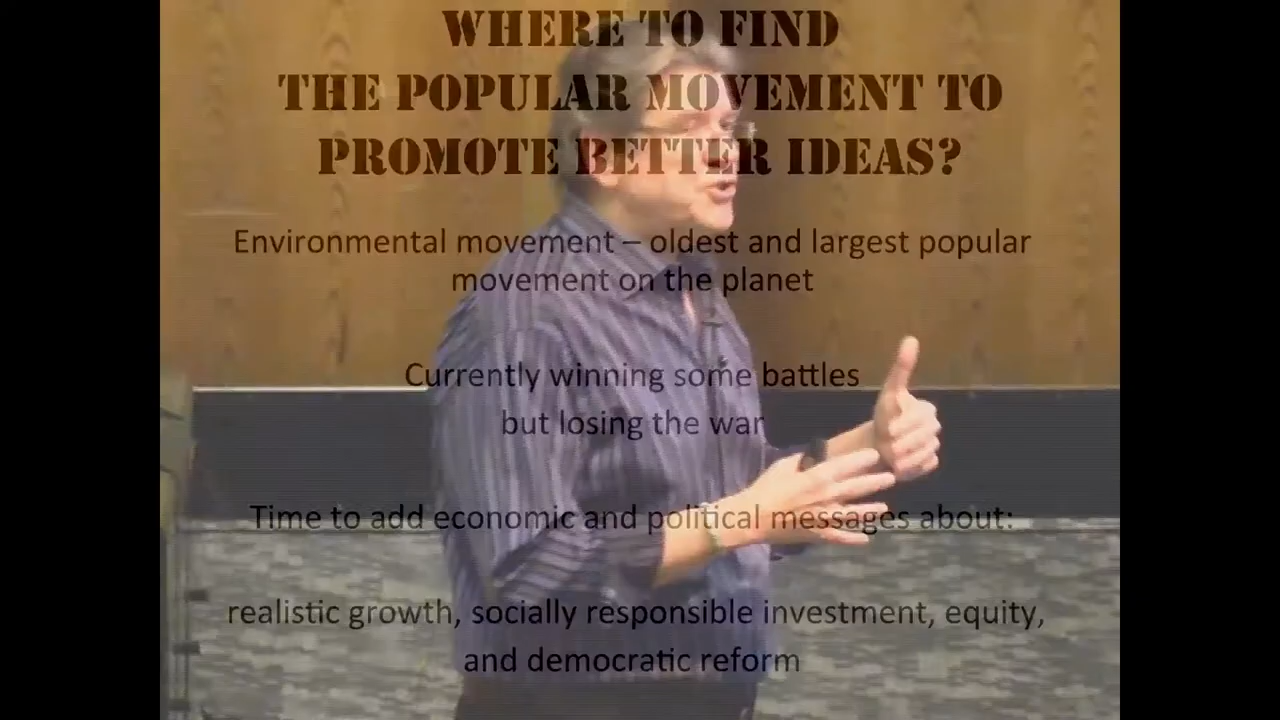 WHERE TO FIND
THE POPULAR MOVEMENT TO
PROMOTE BETTER IDEAS?
Environmental movement – oldest and largest popular
movement on the planet
Currently winning some battles
but losing the war
Time to add economic and political messages about:
realistic growth, socially responsible investment, equity,
and democratic reform